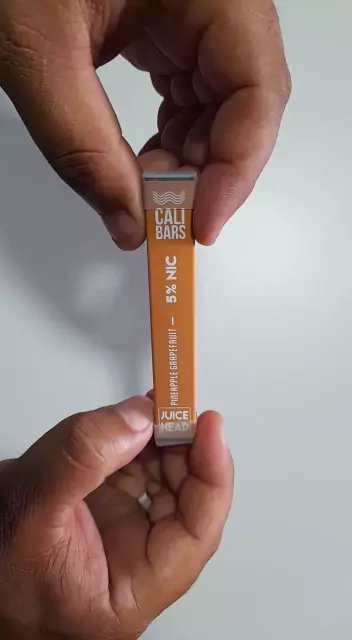 CALI
BARS
5% NIC
PINEAPPLE GRAPEFRUIT —
JUICE
HEAD